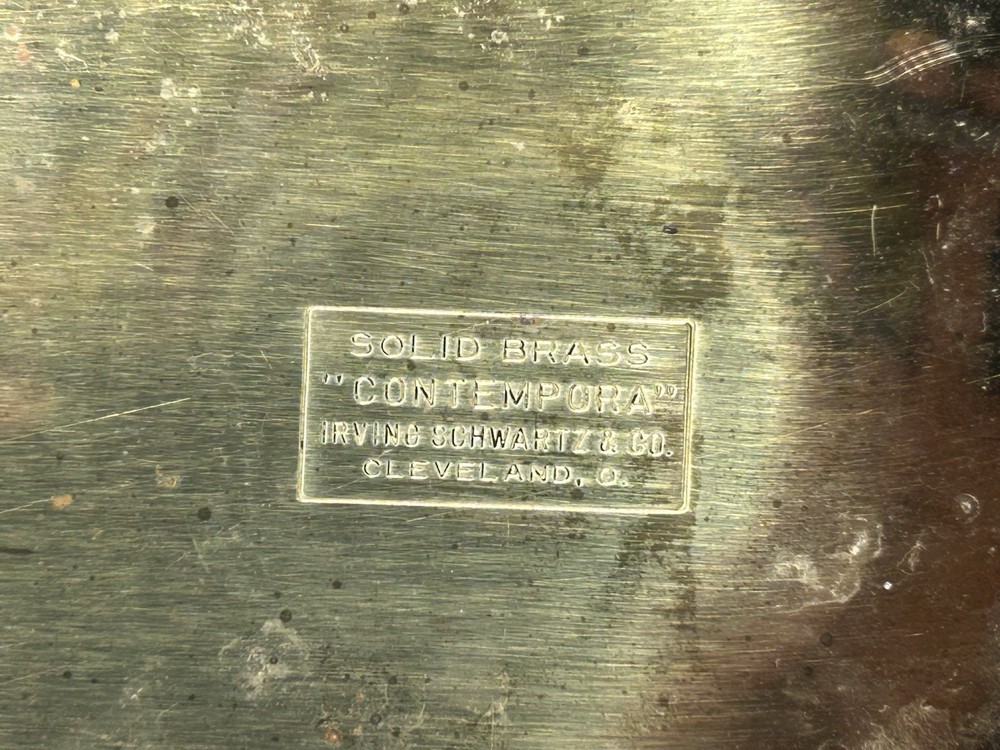 SOLID BRASS
"CONTEMPORA"
IRVING SCHWARTZ & CO.
CLEVELAND, O.